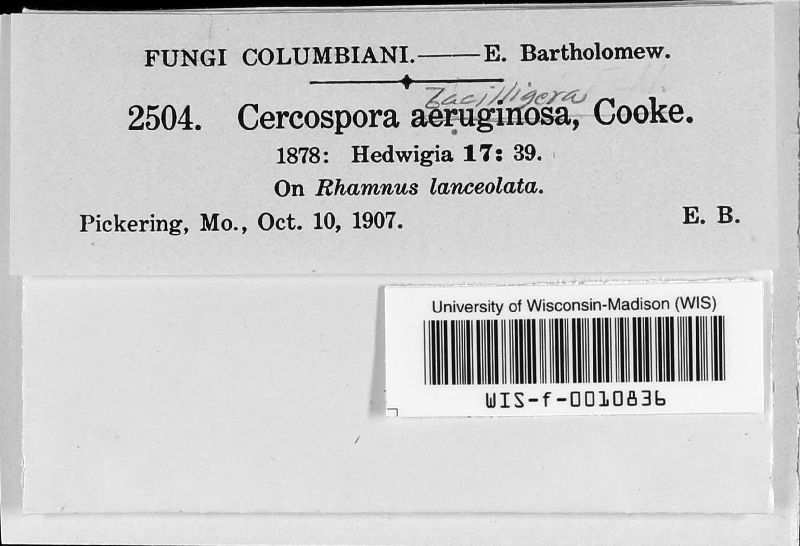 FUNGI COLUMBIANI.—E. Bartholomew.
bacilligera
2504. Cercospora aeruginosa, Cooke.
1878: Hedwigia 17: 39.
On Rhamnus lanceolata.
Pickering, Mo., Oct. 10, 1907. E. B.
University of Wisconsin-Madison (WIS)
WIS-f-0010836